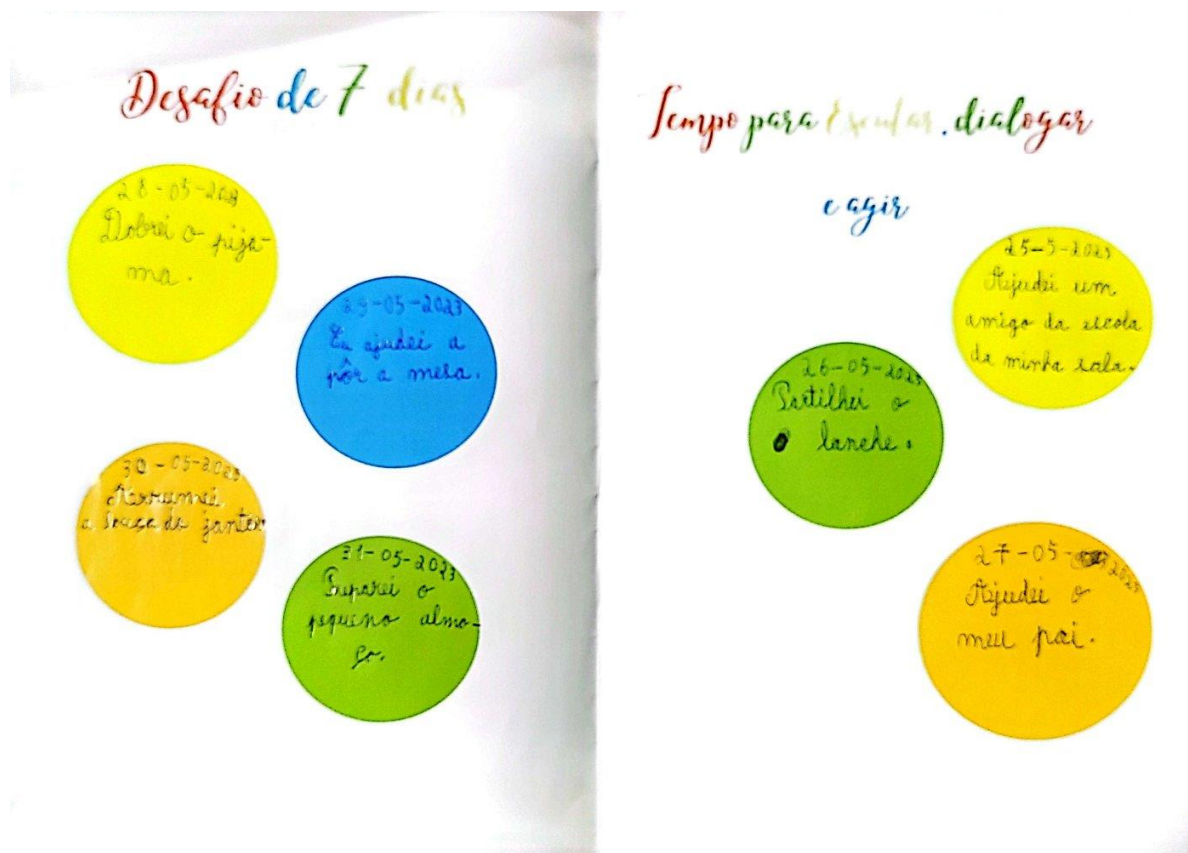 Desafio de 7 dias
28-05-2023
Dobrei o pija-
ma.
29-05-2023
Eu ajudei a
pôr a mesa.
30-05-2023
Arrumei
a louça do jantar
31-05-2023
Preparei o
pequeno almo-
ço.
Tempo para Escutar, dialogar
e agir
25-5-2023
Ajudei um
amigo da escola
da minha sala.
26-05-2023
Partilhei o
lanche.
27-05-2023
Ajudei o
meu pai.